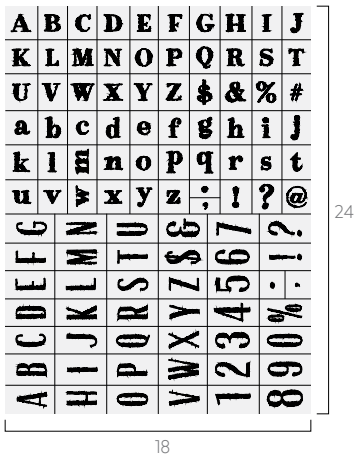 A B C D E F G H I J
K L M N O P Q R S T
U V W X Y Z $ & % #
a b c d e f g h i j
k l m n o p q r s t
u v w x y z ; ! ? @
A B C D E F G
H I J K L M N
O P Q R S T U
V W X Y Z $ &
1 2 3 4 5 6 7
8 9 0 % ! ?
24
18